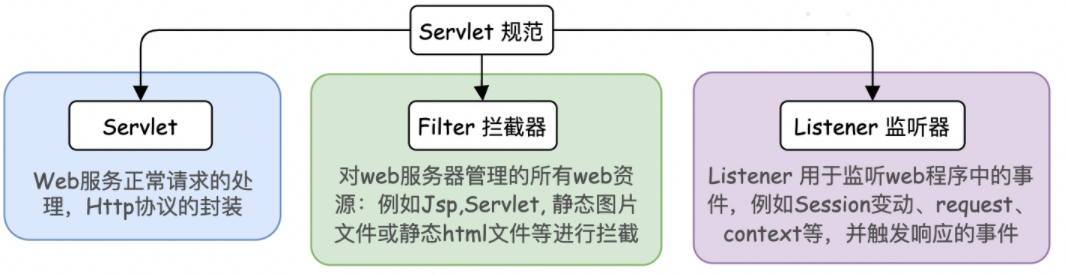 Servlet 规范
Servlet
Web服务正常请求的处
理，Http协议的封装
Filter 拦截器
对web服务器管理的所有web资
源：例如Jsp,Servlet, 静态图片
文件或静态html文件等进行拦截
Listener 监听器
Listener 用于监听web程序中的事
件，例如Session变动、request、
context等，并触发响应的事件